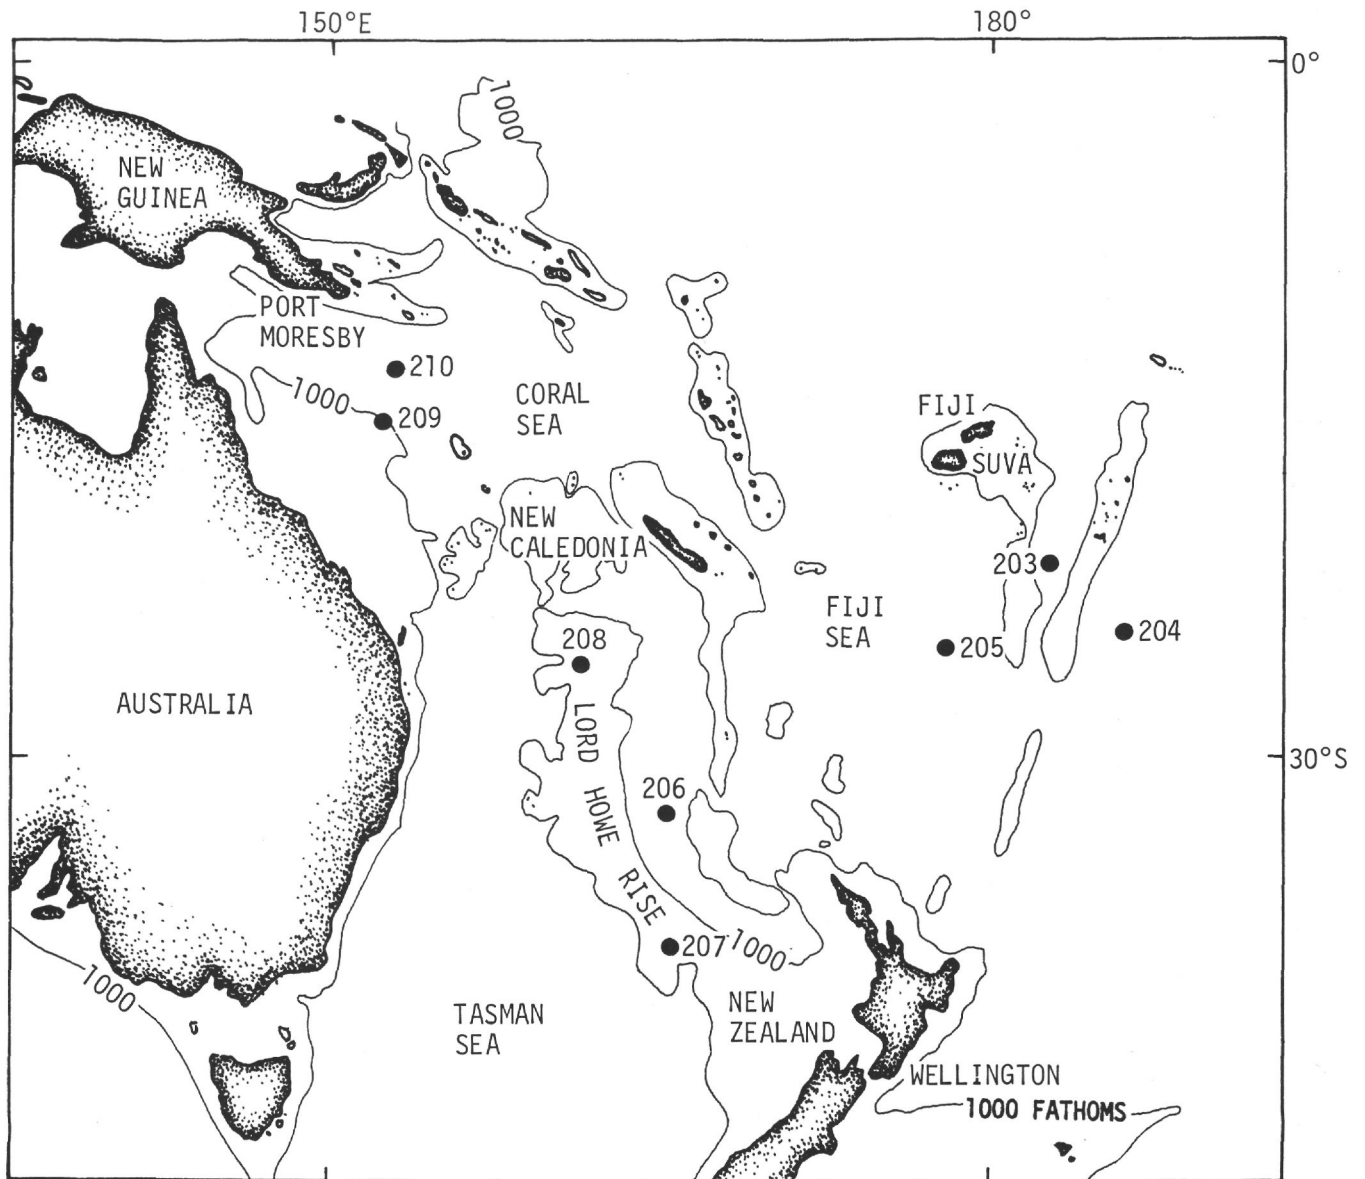 150°E
180°
0°
1000
NEW
GUINEA
PORT
MORESBY
210
1000
209
CORAL
SEA
FIJI
SUVA
NEW
CALEDONIA
203
FIJI
SEA
204
205
208
AUSTRALIA
LORD HOWE RISE
30°S
206
207
1000
1000
TASMAN
SEA
NEW
ZEALAND
WELLINGTON
1000 FATHOMS